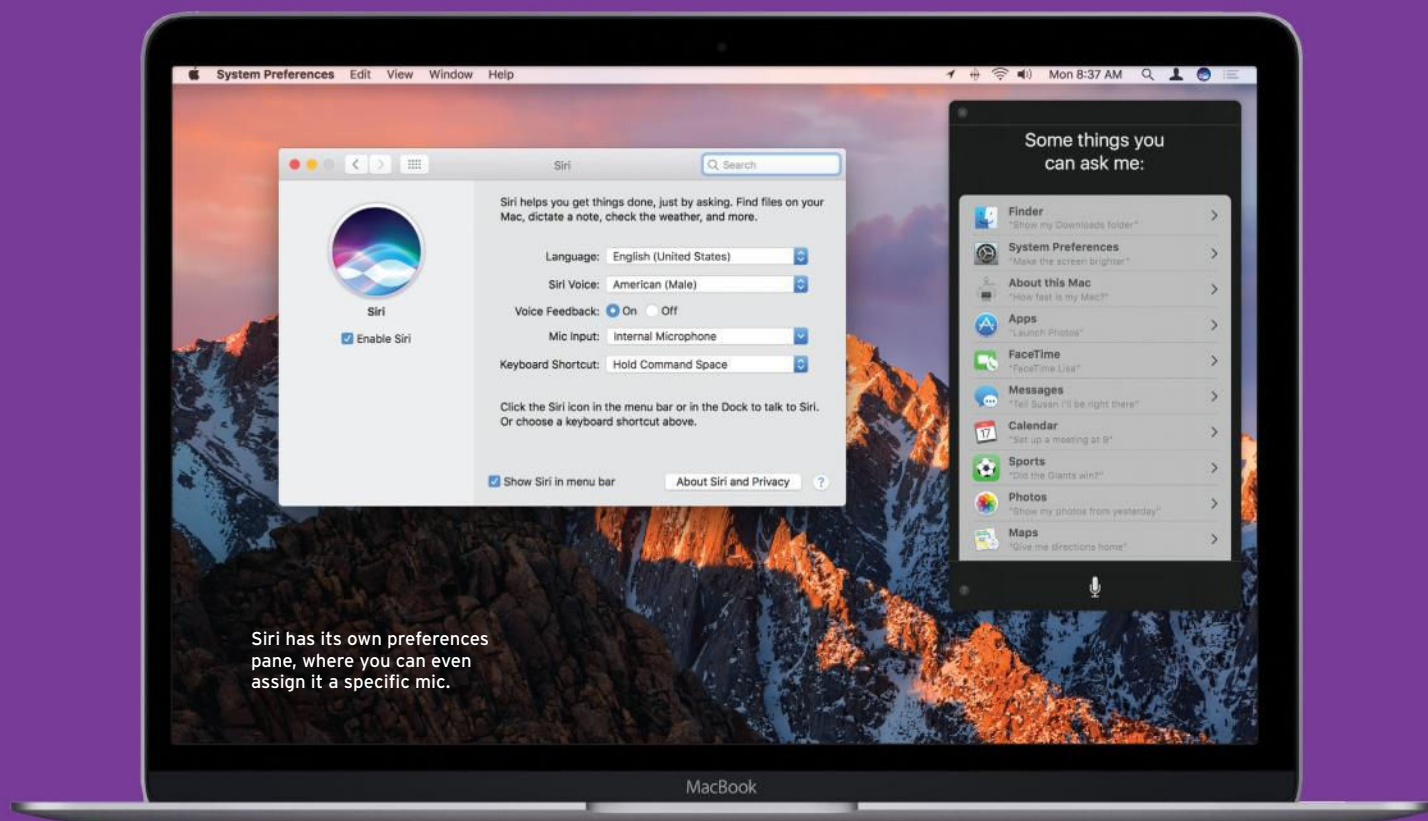 System Preferences Edit View Window Help
Mon 8:37 AM
Siri
Search
Siri helps you get things done, just by asking. Find files on your
Mac, dictate a note, check the weather, and more.
Language: English (United States)
Siri Voice: American (Male)
Voice Feedback: On Off
Mic Input: Internal Microphone
Keyboard Shortcut: Hold Command Space
Click the Siri icon in the menu bar or in the Dock to talk to Siri.
Or choose a keyboard shortcut above.
Show Siri in menu bar
About Siri and Privacy
?
Siri
Enable Siri
Some things you
can ask me:
Finder
"Show my Downloads folder"
System Preferences
"Make the screen brighter"
About this Mac
"How fast is my Mac?"
Apps
"Launch Photos"
FaceTime
"FaceTime Lisa"
Messages
"Tell Susan I'll be right there"
17
Calendar
"Set up a meeting at 9"
Sports
"Did the Giants win?"
Photos
"Show my photos from yesterday"
Maps
"Give me directions home"
?
Siri has its own preferences
pane, where you can even
assign it a specific mic.
MacBook